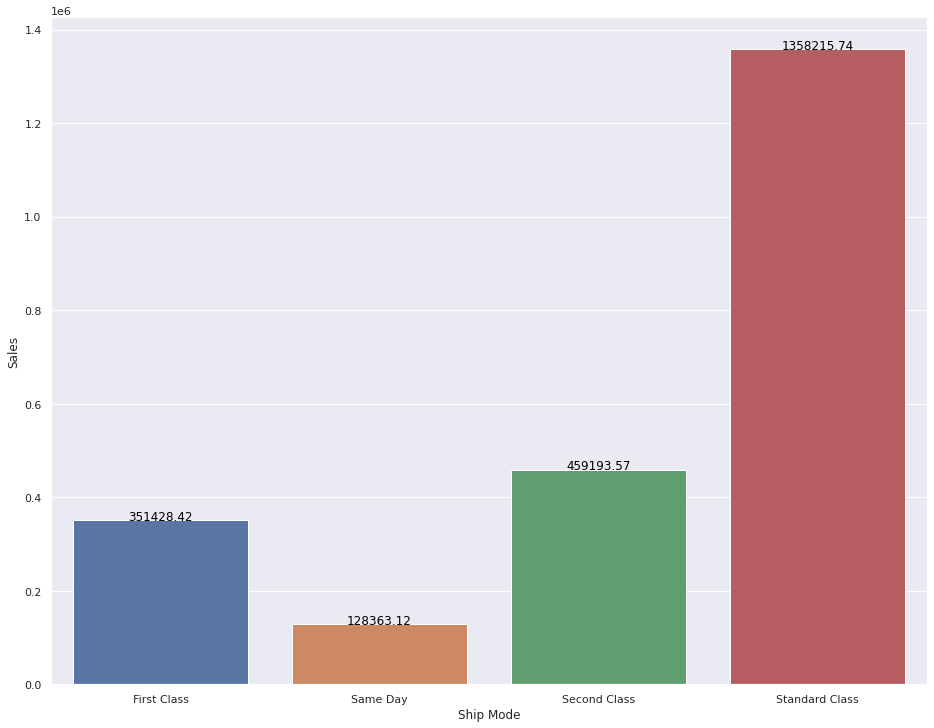 1e6
1.4
1358215.74
1.2
1.0
0.8
Sales
0.6
459193.57
0.4
351428.42
0.2
128363.12
0.0
First Class
Same Day
Second Class
Standard Class
Ship Mode